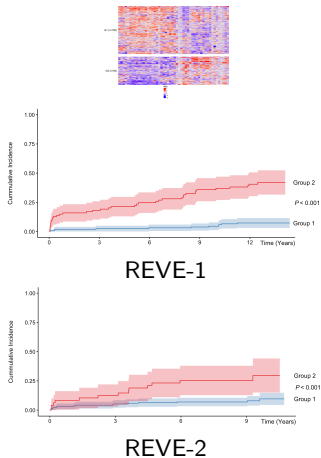 Cummulative Incidence
1.00
0.75
0.50
0.25
0.00
Group 2
P < 0.001
Group 1
0 3 6 9 12 Time (Years)
REVE-1
Cummulative Incidence
1.00
0.75
0.50
0.25
0.00
Group 2
P < 0.001
Group 1
0 3 6 9 Time (Years)
REVE-2